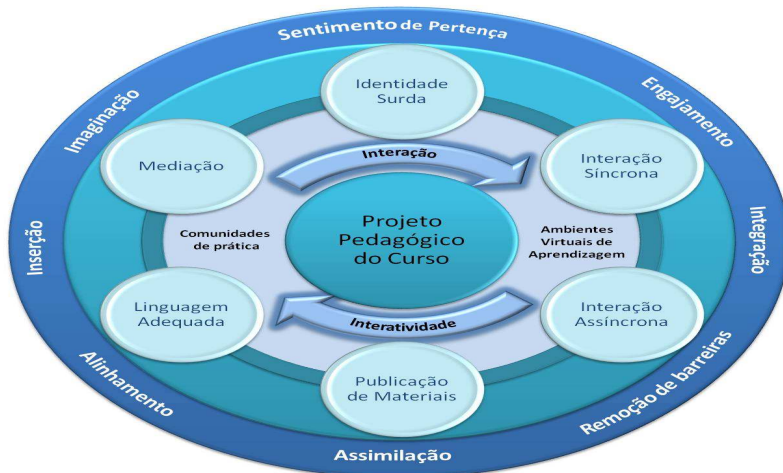 Sentimento de Pertença
Imaginação
Engajamento
Identidade
Surda
Mediação
Interação
Interação
Síncrona
Inserção
Comunidades
de prática
Projeto
Pedagógico
do Curso
Ambientes
Virtuais de
Aprendizagem
Integração
Linguagem
Adequada
Interatividade
Interação
Assíncrona
Publicação
de Materiais
Alinhamento
Remoção de barreiras
Assimilação